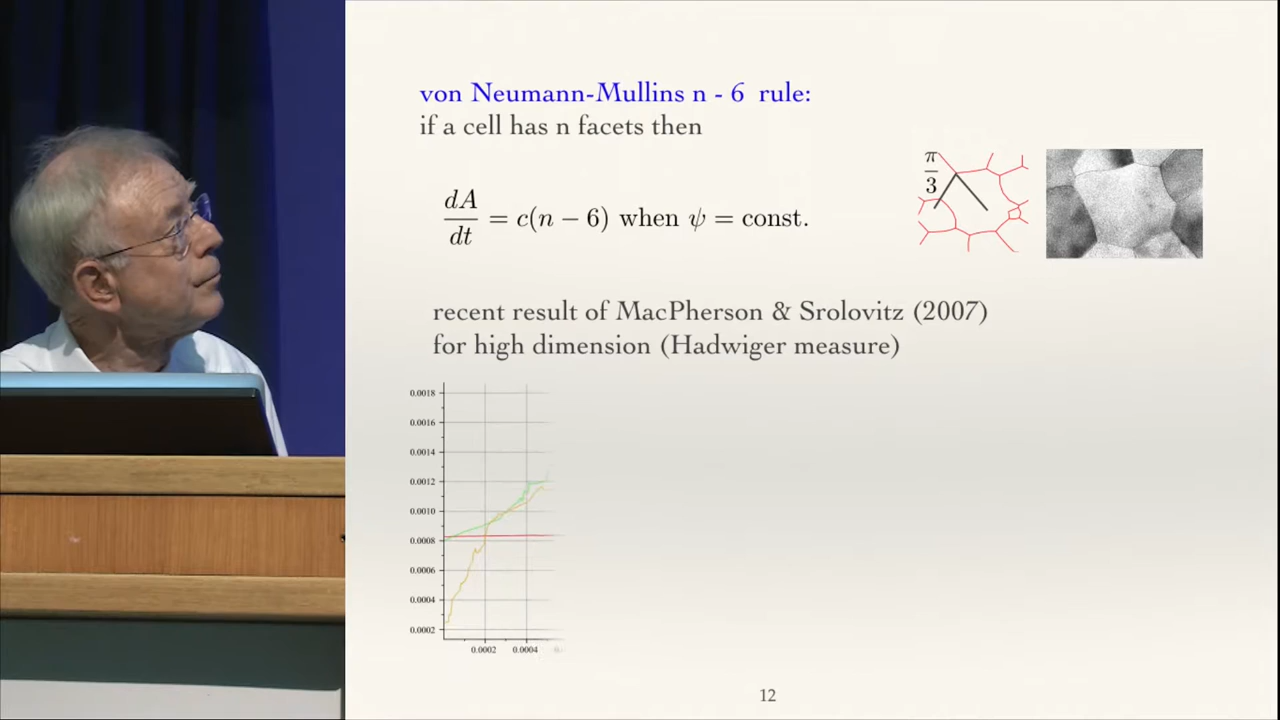 von Neumann-Mullins n - 6 rule:
if a cell has n facets then
π
3
dA
dt
= c(n − 6) when ψ = const.
recent result of MacPherson & Srolovitz (2007)
for high dimension (Hadwiger measure)
0.0018
0.0016
0.0014
0.0012
0.0010
0.0008
0.0006
0.0004
0.0002
0.0002 0.0004
12